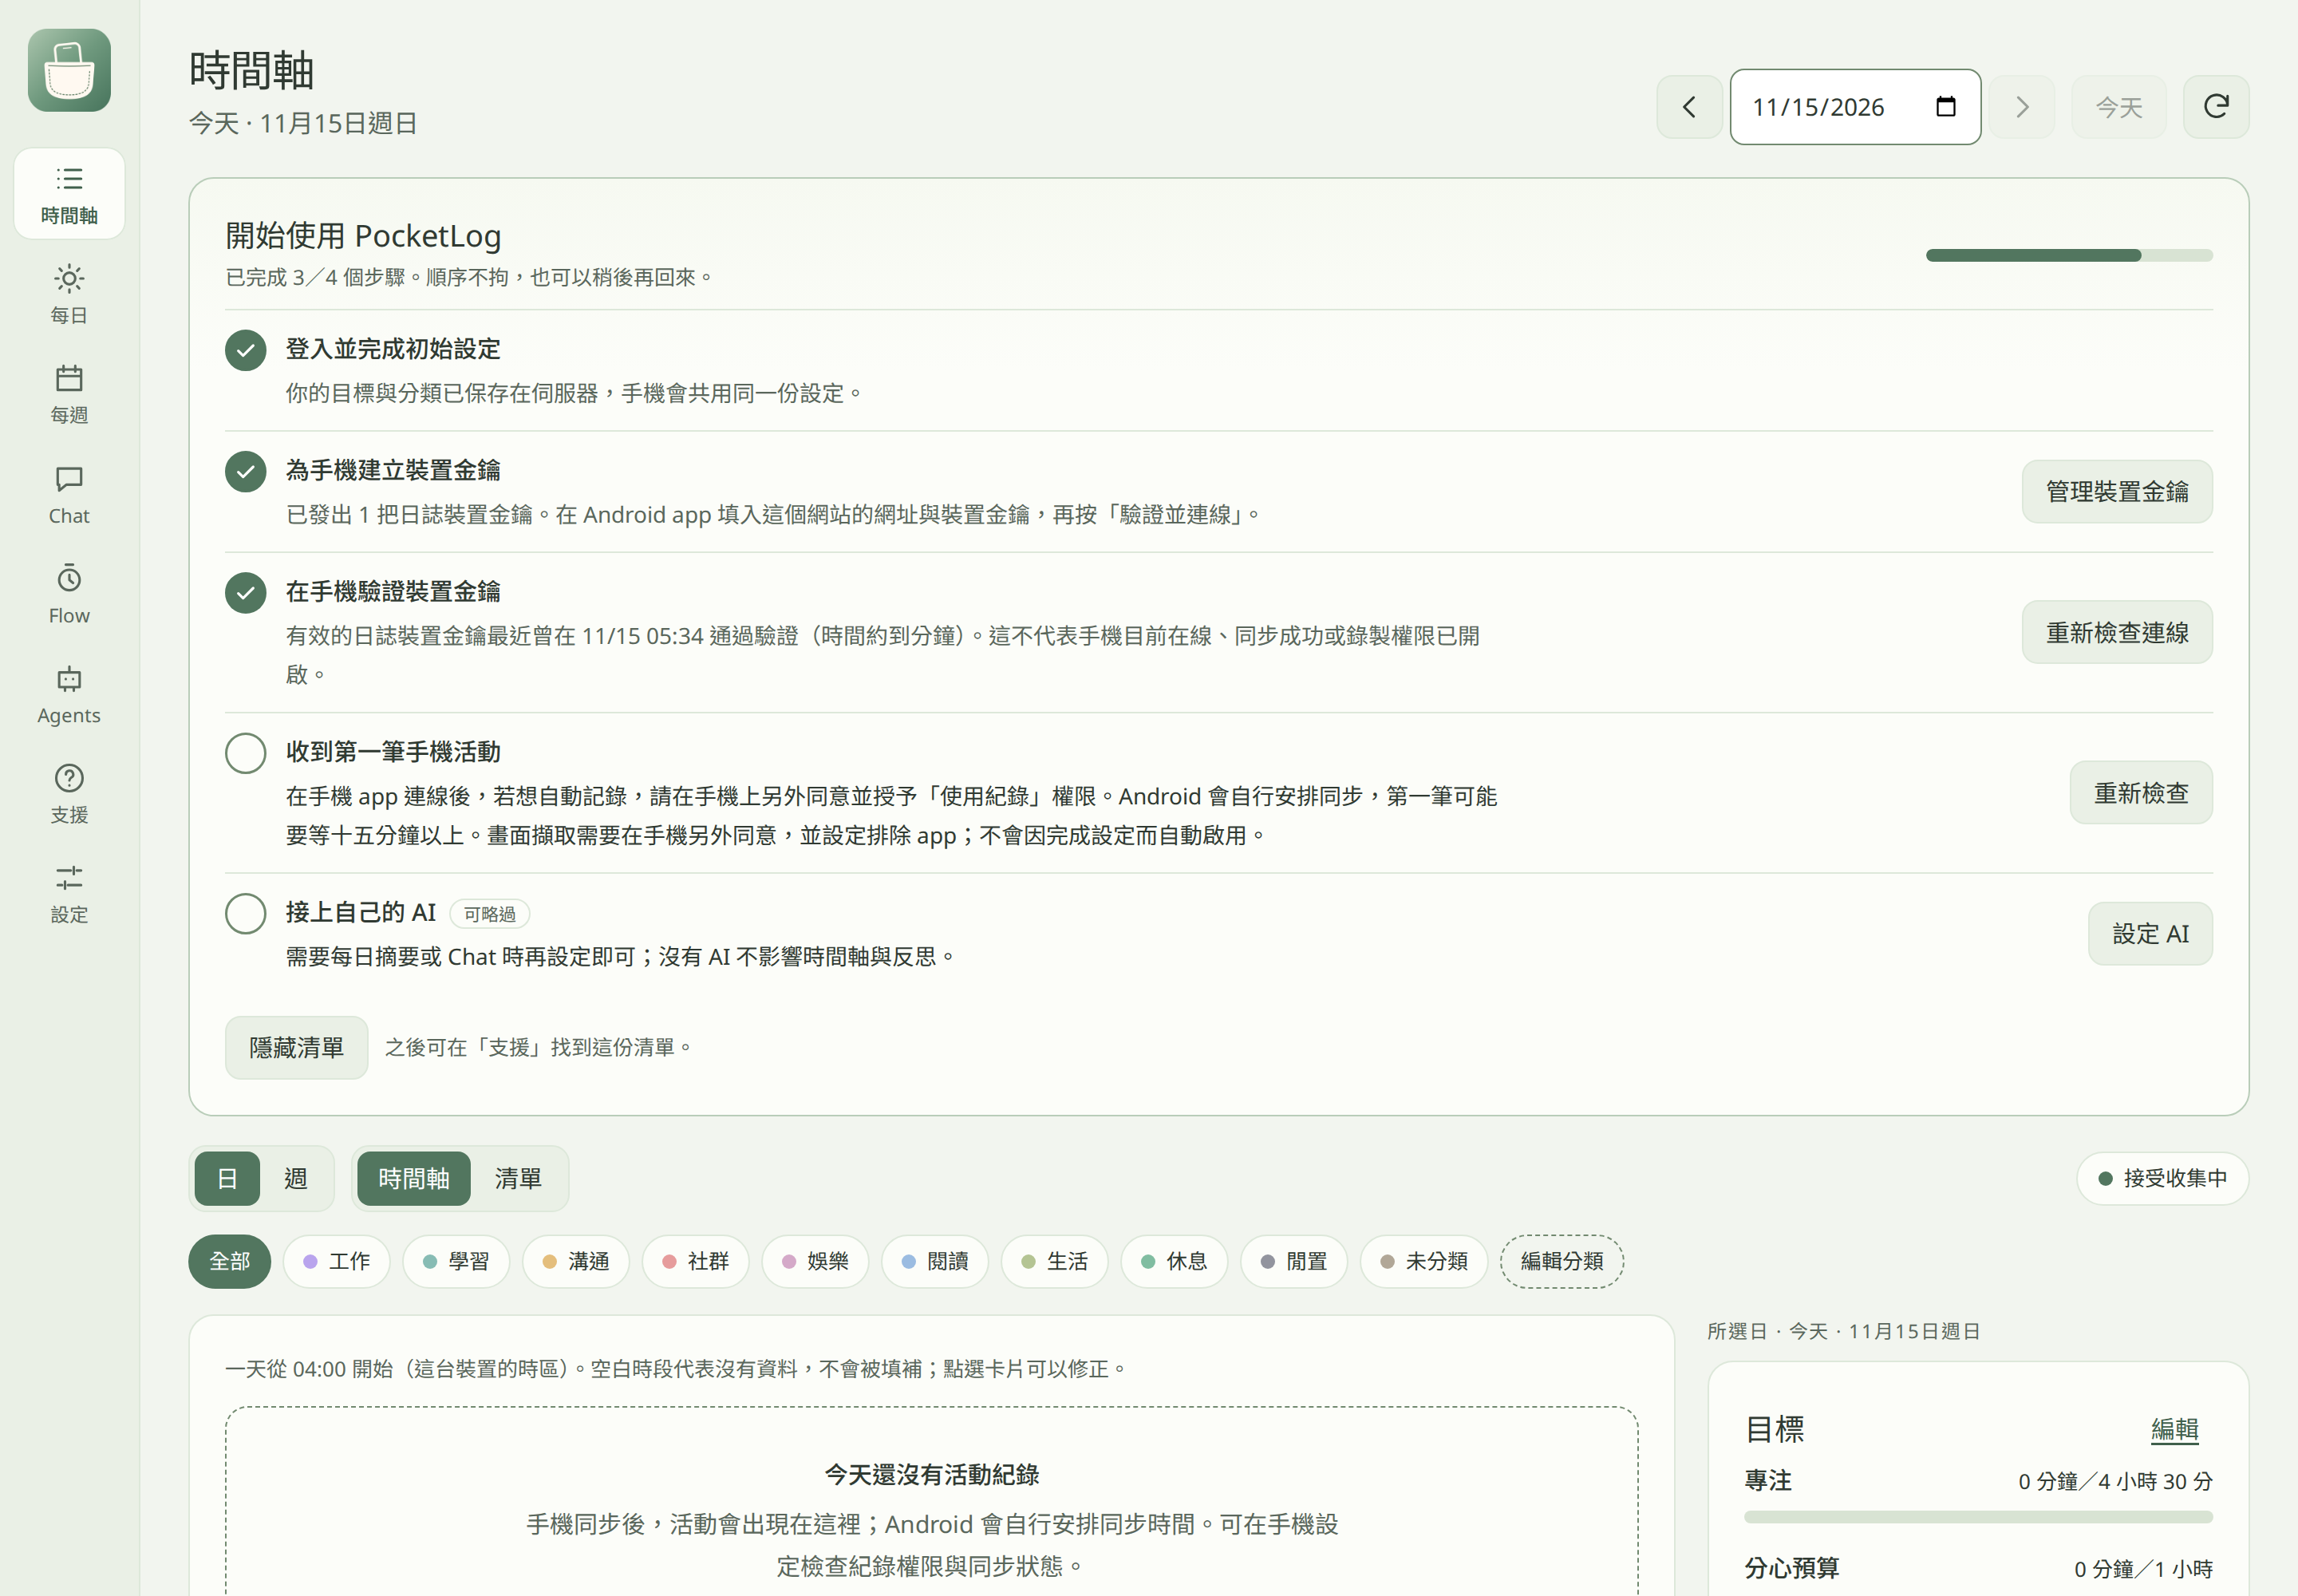 時間軸
今天 · 11月15日週日
11/15/2026
今天
時間軸
每日
每週
Chat
Flow
Agents
支援
設定
開始使用 PocketLog
已完成 3／4 個步驟。順序不拘，也可以稍後再回來。
登入並完成初始設定
你的目標與分類已保存在伺服器，手機會共用同一份設定。
為手機建立裝置金鑰
已發出 1 把日誌裝置金鑰。在 Android app 填入這個網站的網址與裝置金鑰，再按「驗證並連線」。
管理裝置金鑰
在手機驗證裝置金鑰
有效的日誌裝置金鑰最近曾在 11/15 05:34 通過驗證（時間約到分鐘）。這不代表手機目前在線、同步成功或錄製權限已開
啟。
重新檢查連線
收到第一筆手機活動
在手機 app 連線後，若想自動記錄，請在手機上另外同意並授予「使用紀錄」權限。Android 會自行安排同步，第一筆可能
要等十五分鐘以上。畫面擷取需要在手機另外同意，並設定排除 app；不會因完成設定而自動啟用。
重新檢查
接上自己的 AI 可略過
需要每日摘要或 Chat 時再設定即可；沒有 AI 不影響時間軸與反思。
設定 AI
隱藏清單 之後可在「支援」找到這份清單。
日 週 時間軸 清單
接受收集中
全部 工作 學習 溝通 社群 娛樂 閱讀 生活 休息 閒置 未分類 編輯分類
一天從 04:00 開始（這台裝置的時區）。空白時段代表沒有資料，不會被填補；點選卡片可以修正。
今天還沒有活動紀錄
手機同步後，活動會出現在這裡；Android 會自行安排同步時間。可在手機設
定檢查紀錄權限與同步狀態。
所選日 · 今天 · 11月15日週日
目標 編輯
專注 0 分鐘／4 小時 30 分
分心預算 0 分鐘／1 小時